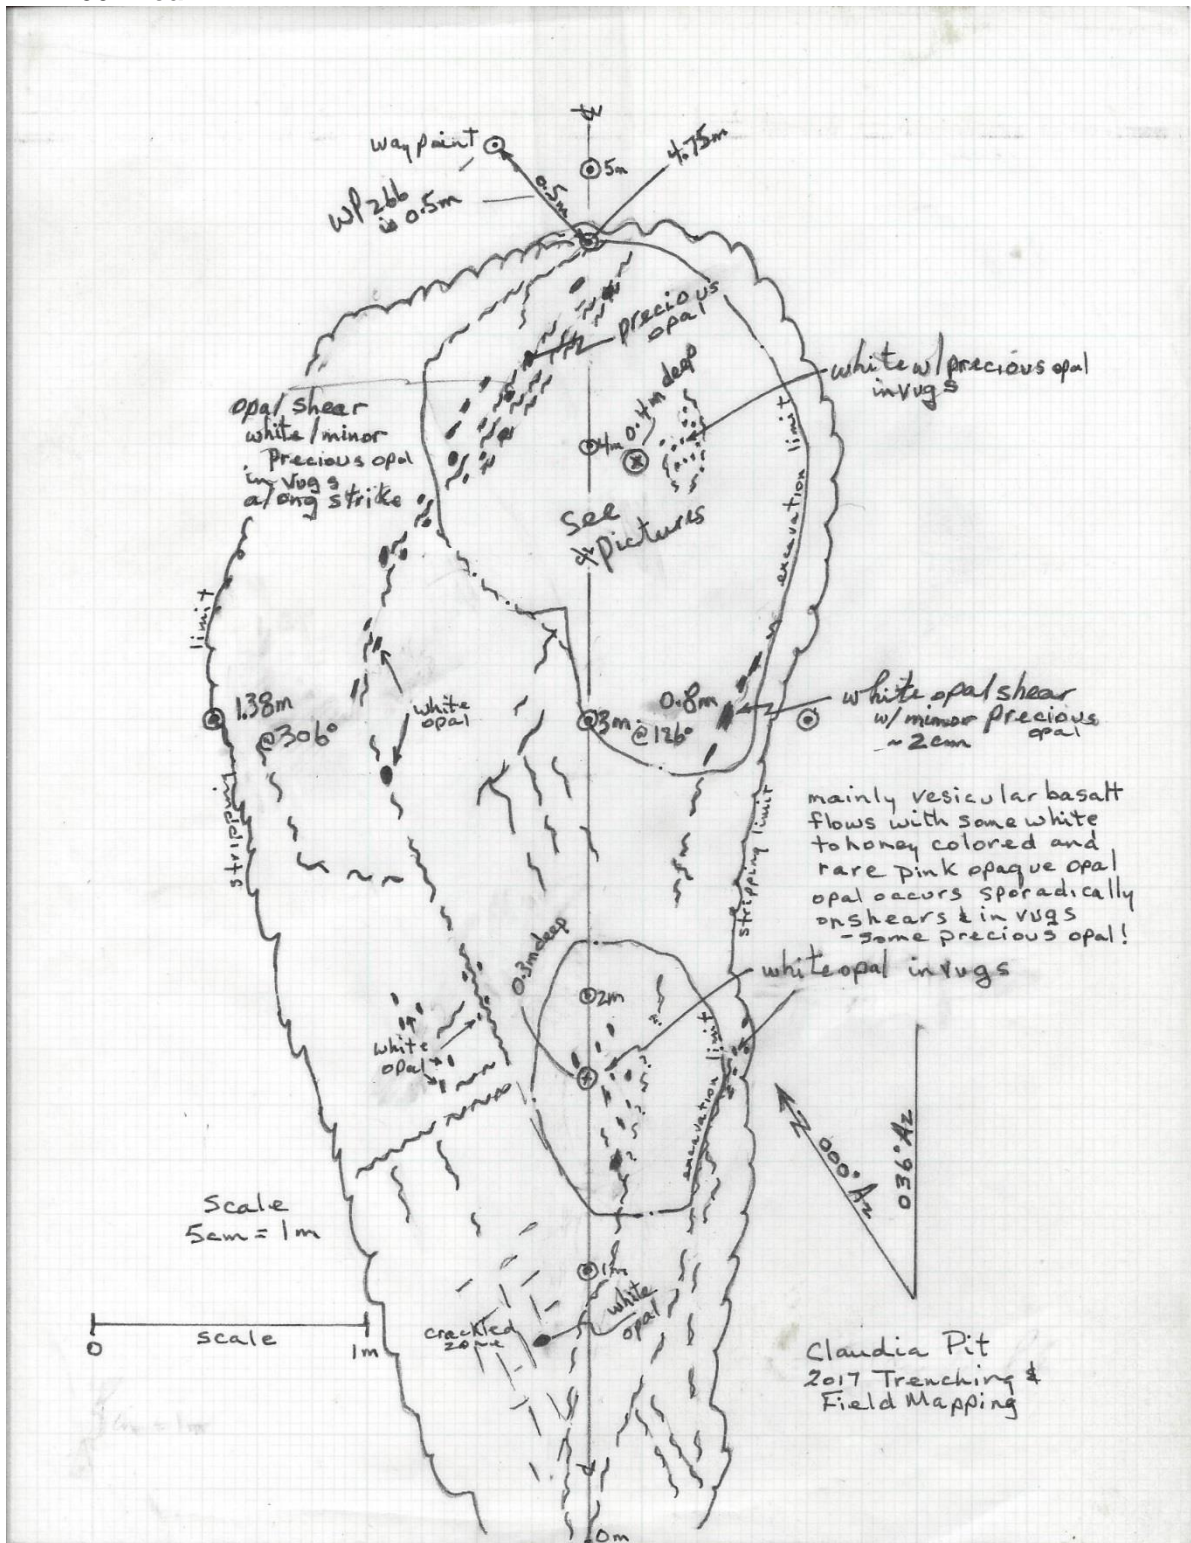 waypoint
5m
4.75m
0.5m
WP266
is 0.5m
precious
opal
white w/precious opal
in vugs
opal shear
white/minor
Precious opal
in vugs
along strike
4m
0.4m deep
See
pictures
excavation limit
limit
stripping
1.38m
@306°
white
opal
3m
@126°
0.8m
white opal shear
w/ minor Precious
opal
~2cm
mainly vesicular basalt
flows with some white
to honey colored and
rare pink opaque opal
opal occurs sporadically
on shears & in vugs
- some precious opal!
stripping limit
0.3m deep
2m
white opal in vugs
white
opal
excavation limit
000° Az
036° Az
Scale
5cm = 1m
1m
white
opal
crackled
zone
scale
0
1m
Claudia Pit
2017 Trenching &
Field Mapping
0m